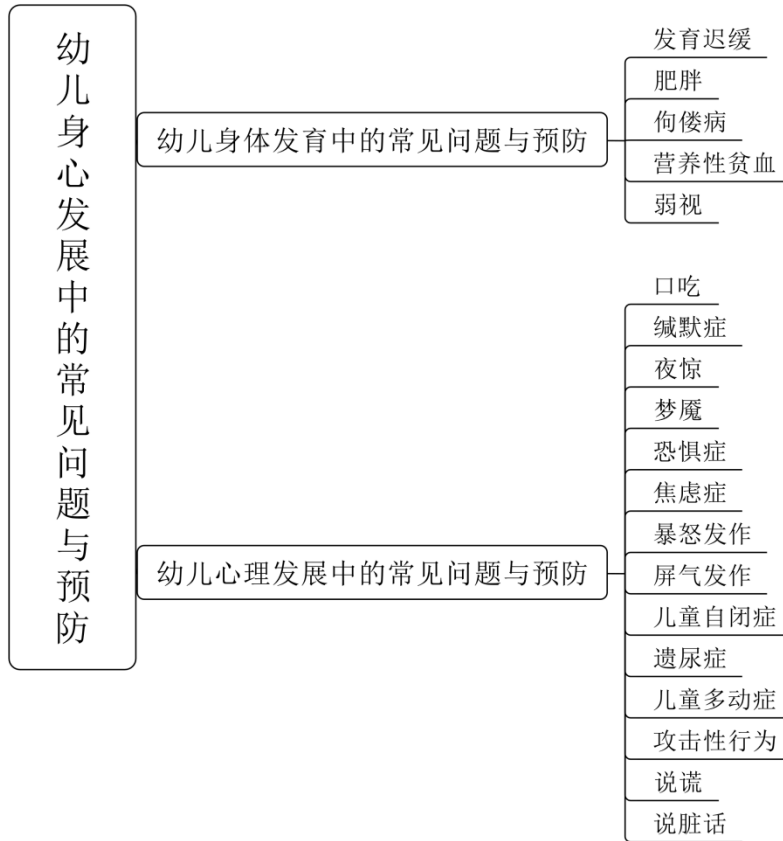 幼儿身心发展中的常见问题与预防
幼儿身体发育中的常见问题与预防
发育迟缓
肥胖
佝偻病
营养性贫血
弱视
幼儿心理发展中的常见问题与预防
口吃
缄默症
夜惊
梦魇
恐惧症
焦虑症
暴怒发作
屏气发作
儿童自闭症
遗尿症
儿童多动症
攻击性行为
说谎
说脏话